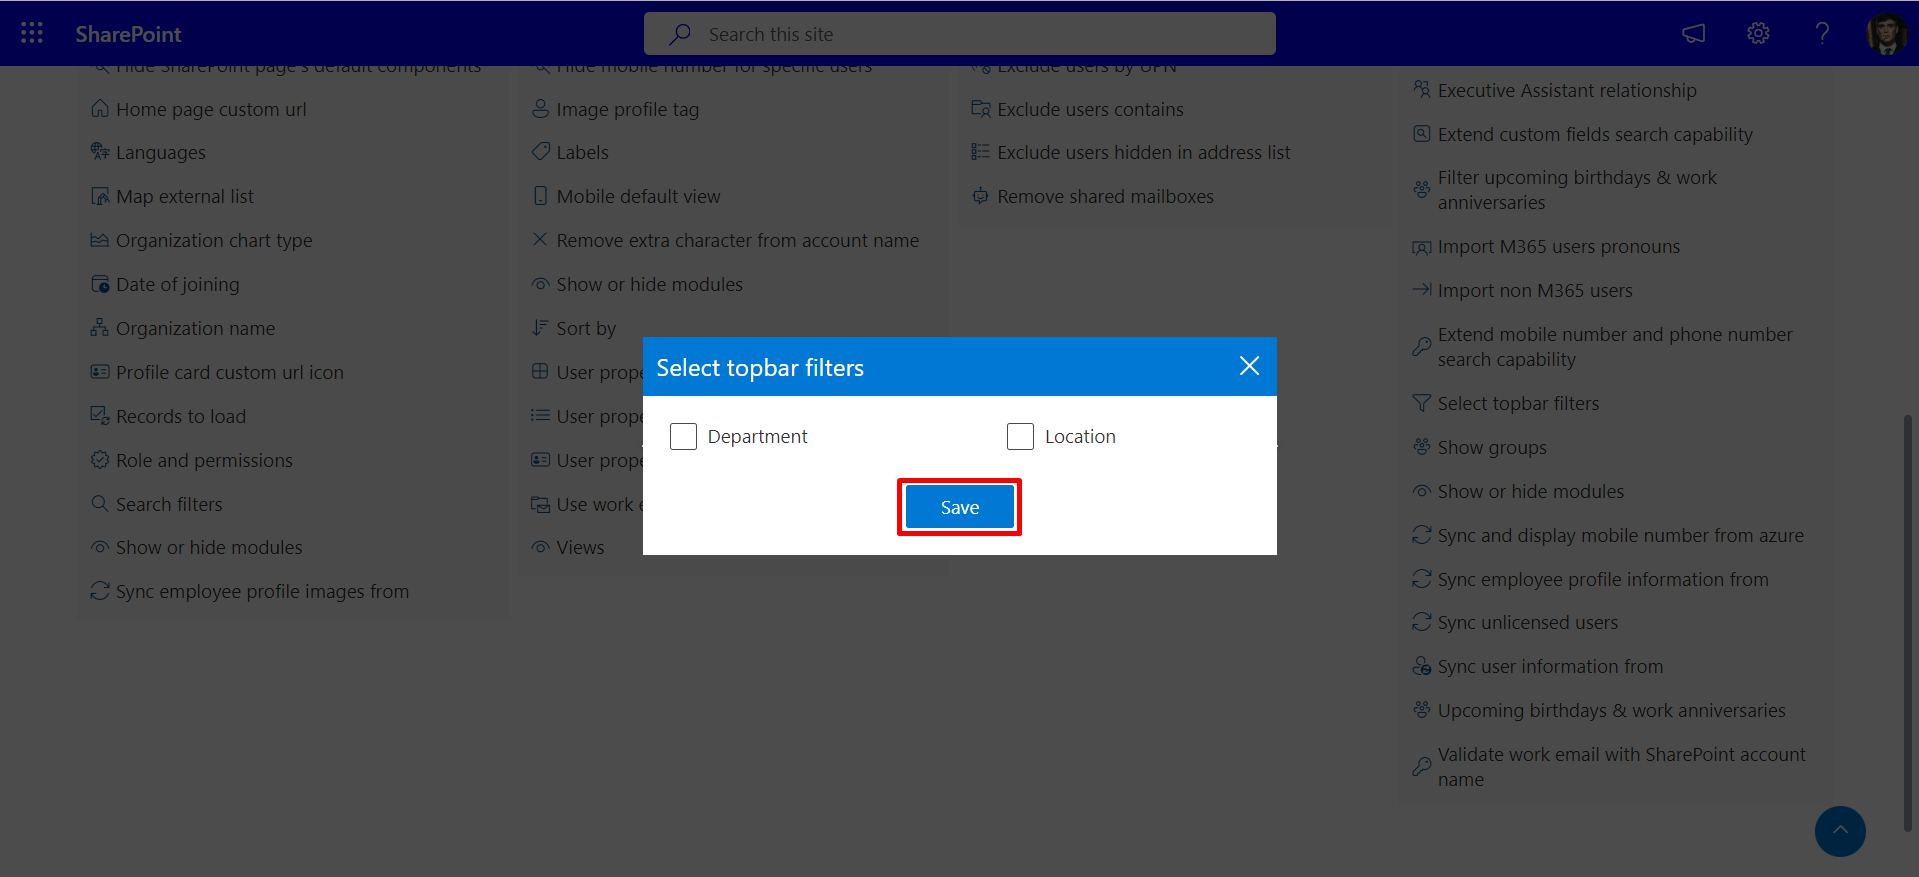 SharePoint
Search this site
Hide SharePoint page's default components
Home page custom url
Languages
Map external list
Organization chart type
Date of joining
Organization name
Profile card custom url icon
Records to load
Role and permissions
Search filters
Show or hide modules
Sync employee profile images from
Hide mobile number for specific users
Image profile tag
Labels
Mobile default view
Remove extra character from account name
Show or hide modules
Sort by
User prope
User prope
User prope
Use work e
Views
Exclude users by UPN
Exclude users contains
Exclude users hidden in address list
Remove shared mailboxes
Select topbar filters
Department
Location
Save
Executive Assistant relationship
Extend custom fields search capability
Filter upcoming birthdays & work
anniversaries
Import M365 users pronouns
Import non M365 users
Extend mobile number and phone number
search capability
Select topbar filters
Show groups
Show or hide modules
Sync and display mobile number from azure
Sync employee profile information from
Sync unlicensed users
Sync user information from
Upcoming birthdays & work anniversaries
Validate work email with SharePoint account
name